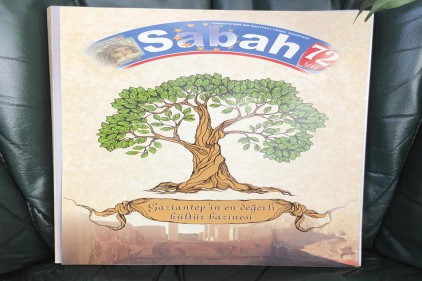 Sabah
72
Gaziantep'in en değerli
kültür hazinesi